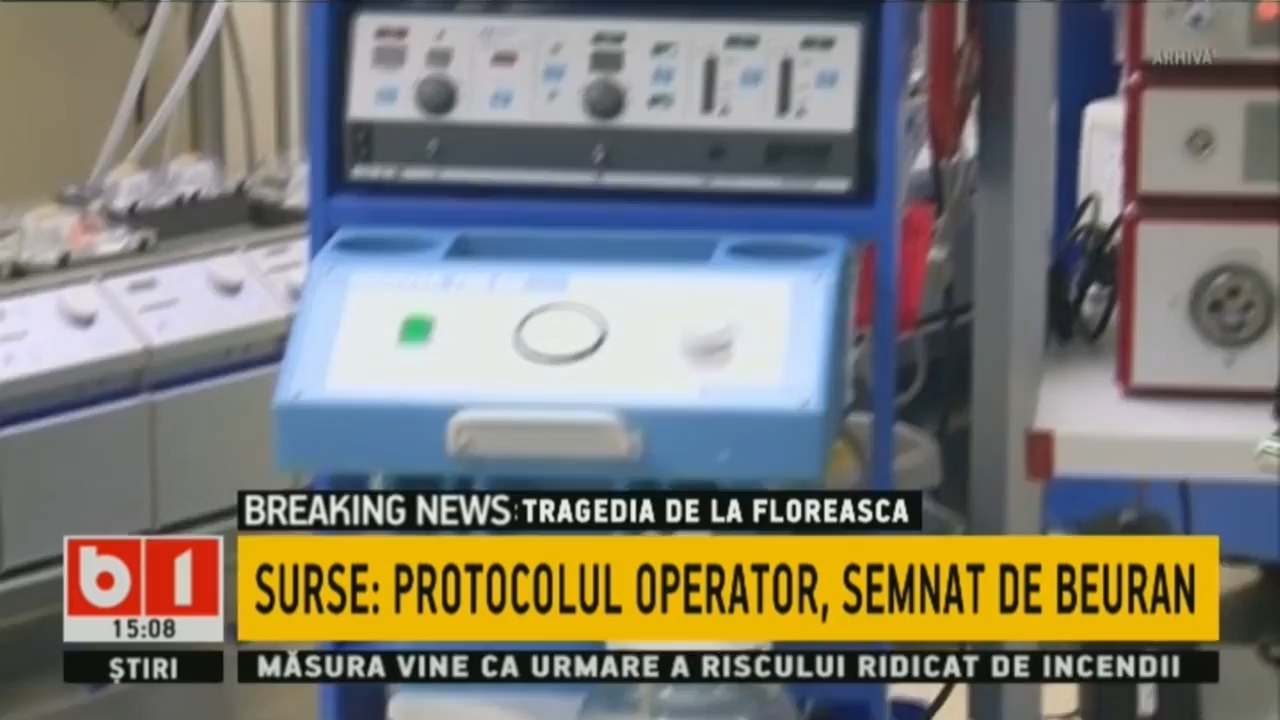 ARHIVA
BREAKING NEWS: TRAGEDIA DE LA FLOREASCA
b1
SURSE: PROTOCOLUL OPERATOR, SEMNAT DE BEURAN
15:08
ȘTIRI
MĂSURA VINE CA URMARE A RISCULUI RIDICAT DE INCENDII